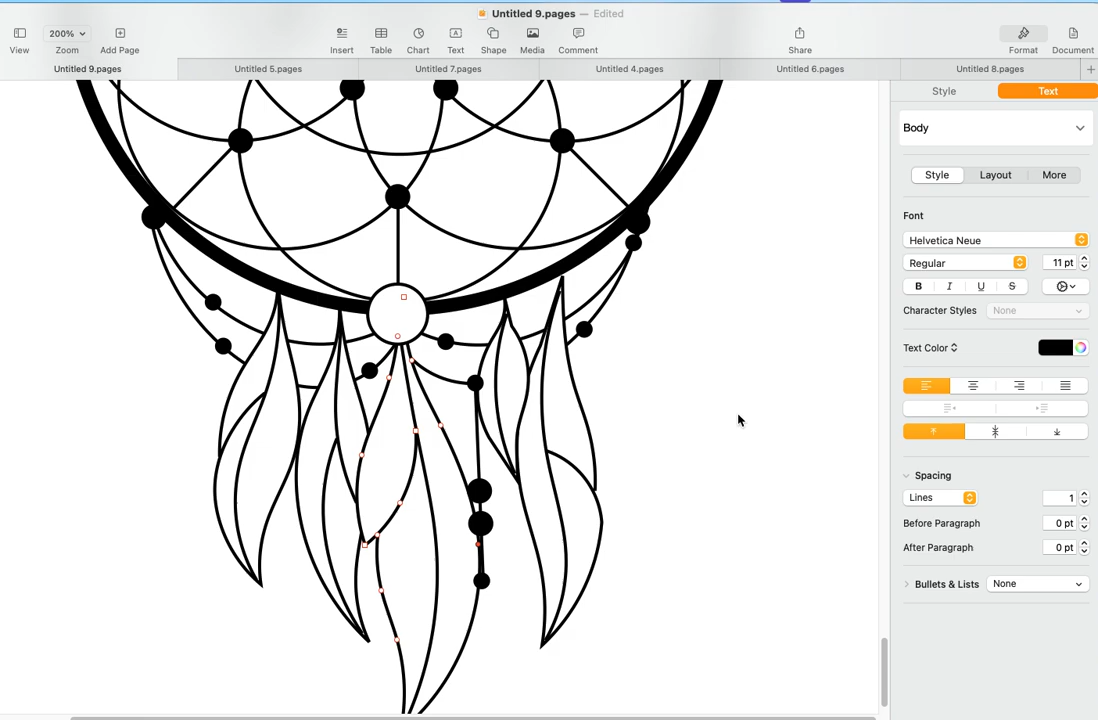 Untitled 9.pages — Edited
View
200%
Zoom
Add Page
Insert
Table
Chart
Text
Shape
Media
Comment
Share
Format
Document
Untitled 9.pages
Untitled 5.pages
Untitled 7.pages
Untitled 4.pages
Untitled 6.pages
Untitled 8.pages
Style
Text
Body
Style
Layout
More
Font
Helvetica Neue
Regular
11 pt
B
I
U
S
Character Styles
None
Text Color
Spacing
Lines
1
Before Paragraph
0 pt
After Paragraph
0 pt
Bullets & Lists
None